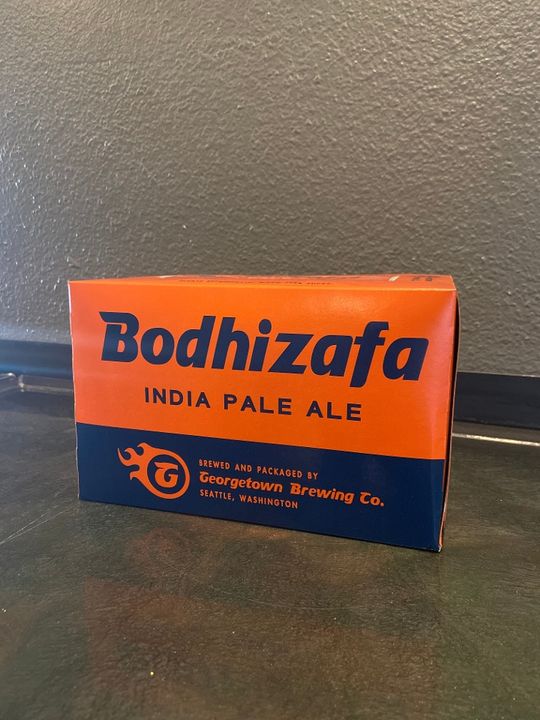 Bodhizafa
INDIA PALE ALE
G
BREWED AND PACKAGED BY
Georgetown Brewing Co.
SEATTLE, WASHINGTON